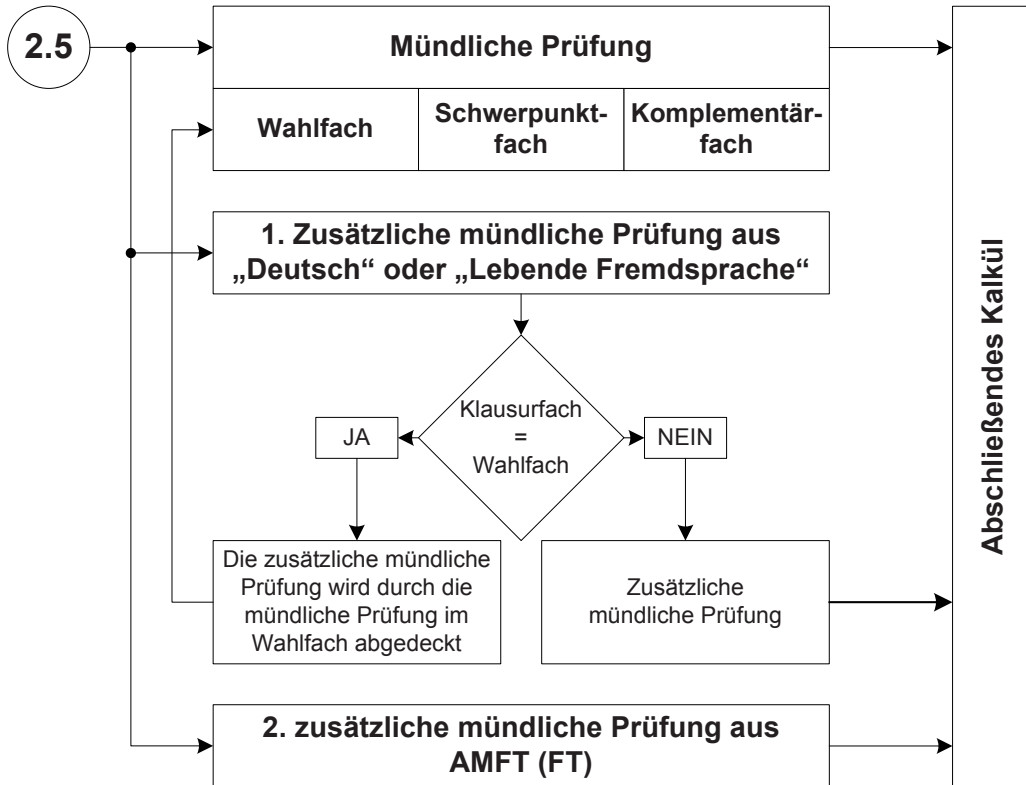 2.5
Mündliche Prüfung
Wahlfach
Schwerpunkt-
fach
Komplementär-
fach
1. Zusätzliche mündliche Prüfung aus
„Deutsch“ oder „Lebende Fremdsprache“
Klausurfach
=
Wahlfach
JA
NEIN
Die zusätzliche mündliche
Prüfung wird durch die
mündliche Prüfung im
Wahlfach abgedeckt
Zusätzliche
mündliche Prüfung
2. zusätzliche mündliche Prüfung aus
AMFT (FT)
Abschließendes Kalkül